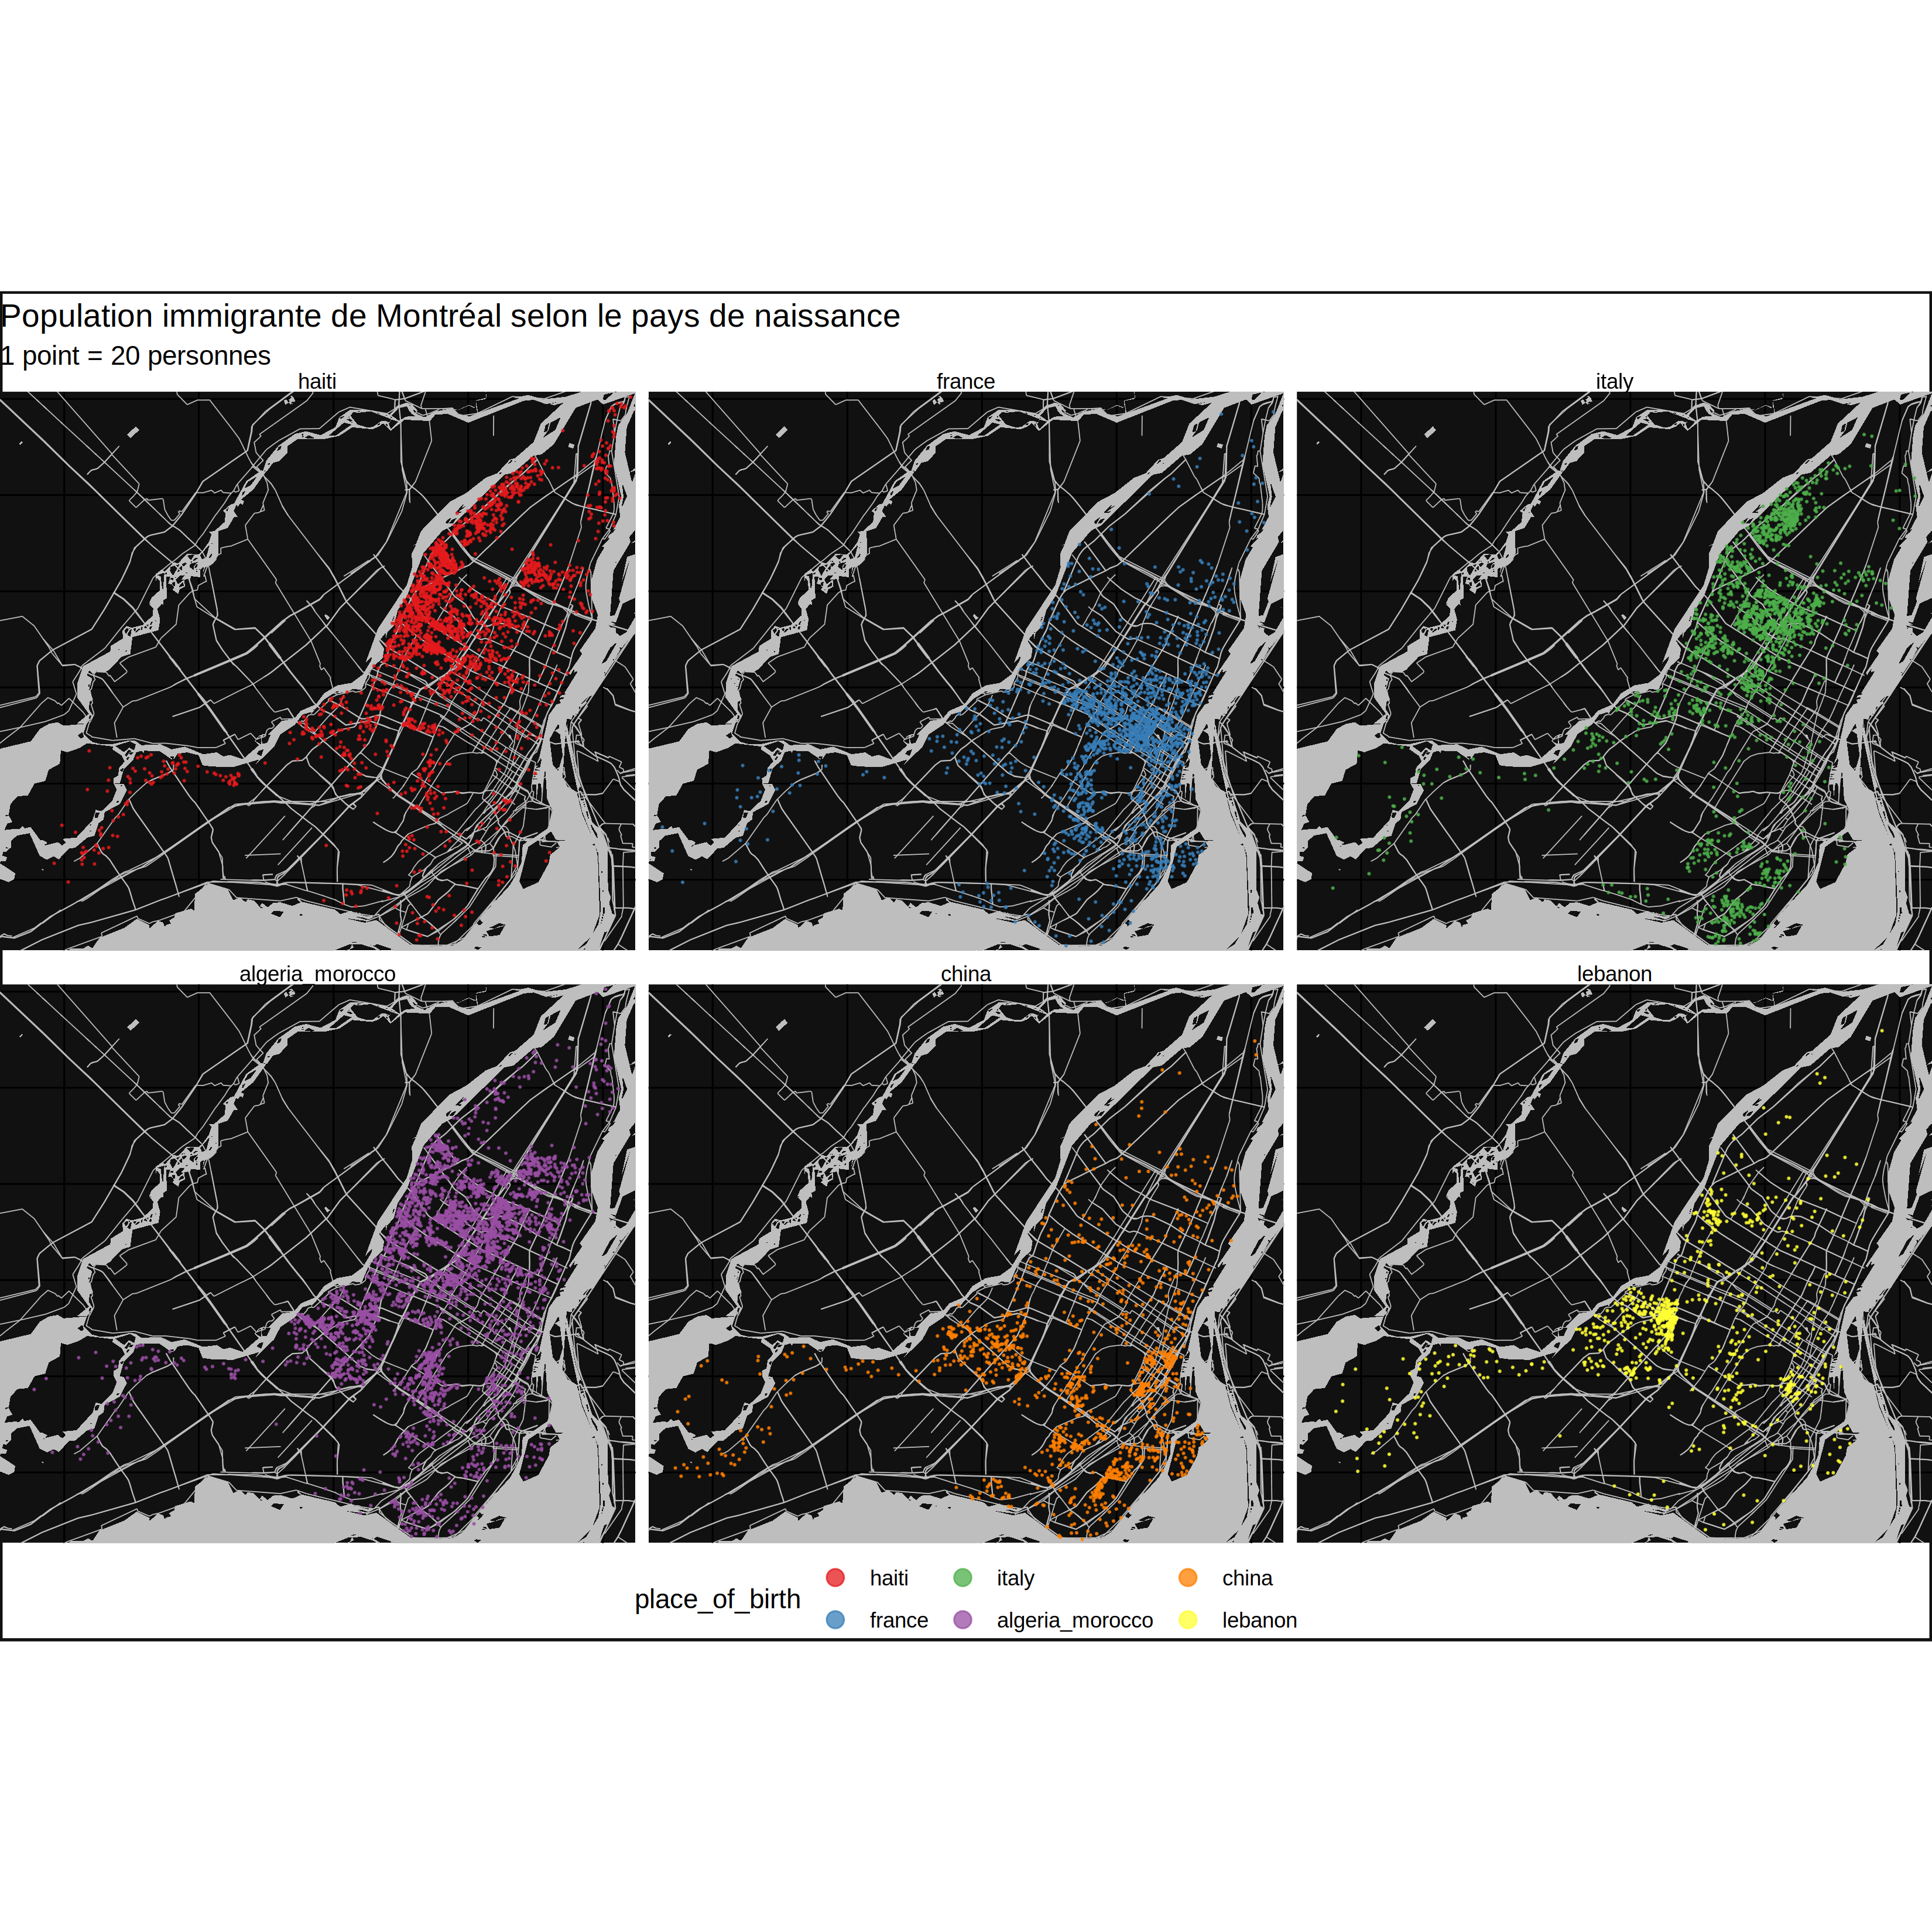 Population immigrante de Montréal selon le pays de naissance
1 point = 20 personnes
haiti
france
italy
algeria_morocco
china
lebanon
place_of_birth
haiti
italy
china
france
algeria_morocco
lebanon